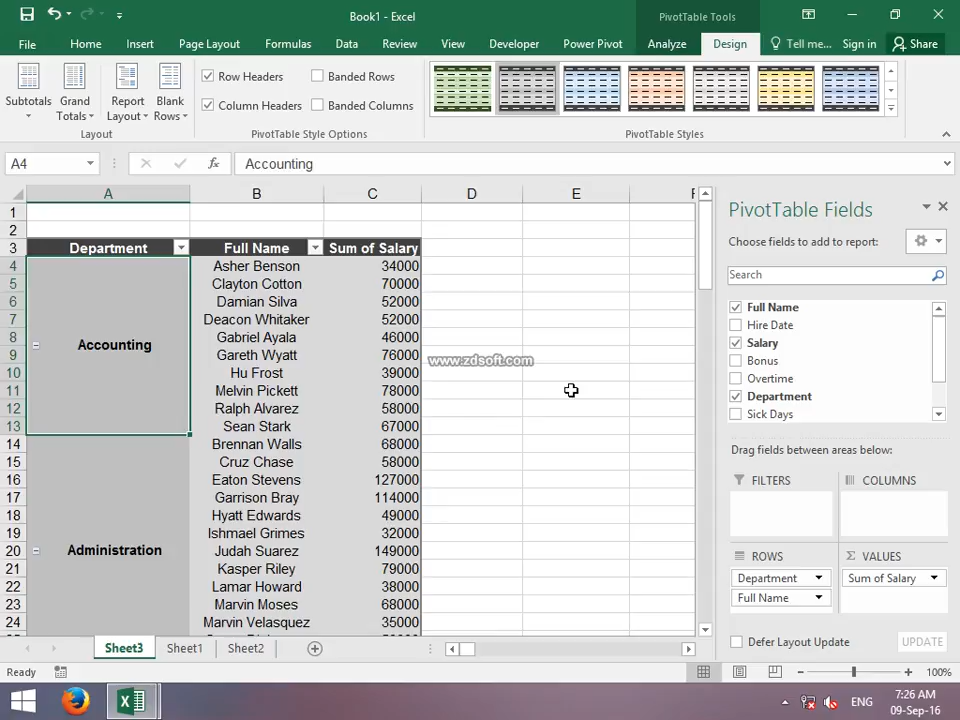 Book1 - Excel
PivotTable Tools
File Home Insert Page Layout Formulas Data Review View Developer Power Pivot Analyze Design Tell me... Sign in Share
Subtotals
Grand Totals
Report Layout
Blank Rows
Layout
Row Headers
Banded Rows
Column Headers
Banded Columns
PivotTable Style Options
PivotTable Styles
A4
fx
Accounting
A B C D E
1
2
3 Department Full Name Sum of Salary
4 Asher Benson 34000
5 Clayton Cotton 70000
6 Damian Silva 52000
7 Deacon Whitaker 52000
8 Accounting Gabriel Ayala 46000
9 Gareth Wyatt 76000
10 Hu Frost 39000
11 Melvin Pickett 78000
12 Ralph Alvarez 58000
13 Sean Stark 67000
14 Brennan Walls 68000
15 Cruz Chase 58000
16 Eaton Stevens 127000
17 Garrison Bray 114000
18 Hyatt Edwards 49000
19 Ishmael Grimes 32000
20 Administration Judah Suarez 149000
21 Kasper Riley 79000
22 Lamar Howard 38000
23 Marvin Moses 68000
24 Marvin Velasquez 35000
www.zdsoft.com
PivotTable Fields
Choose fields to add to report:
Search
Full Name
Hire Date
Salary
Bonus
Overtime
Department
Sick Days
Drag fields between areas below:
FILTERS
COLUMNS
ROWS
Department
Full Name
Σ VALUES
Sum of Salary
Defer Layout Update
UPDATE
Sheet3 Sheet1 Sheet2
Ready
100%
ENG
7:26 AM
09-Sep-16